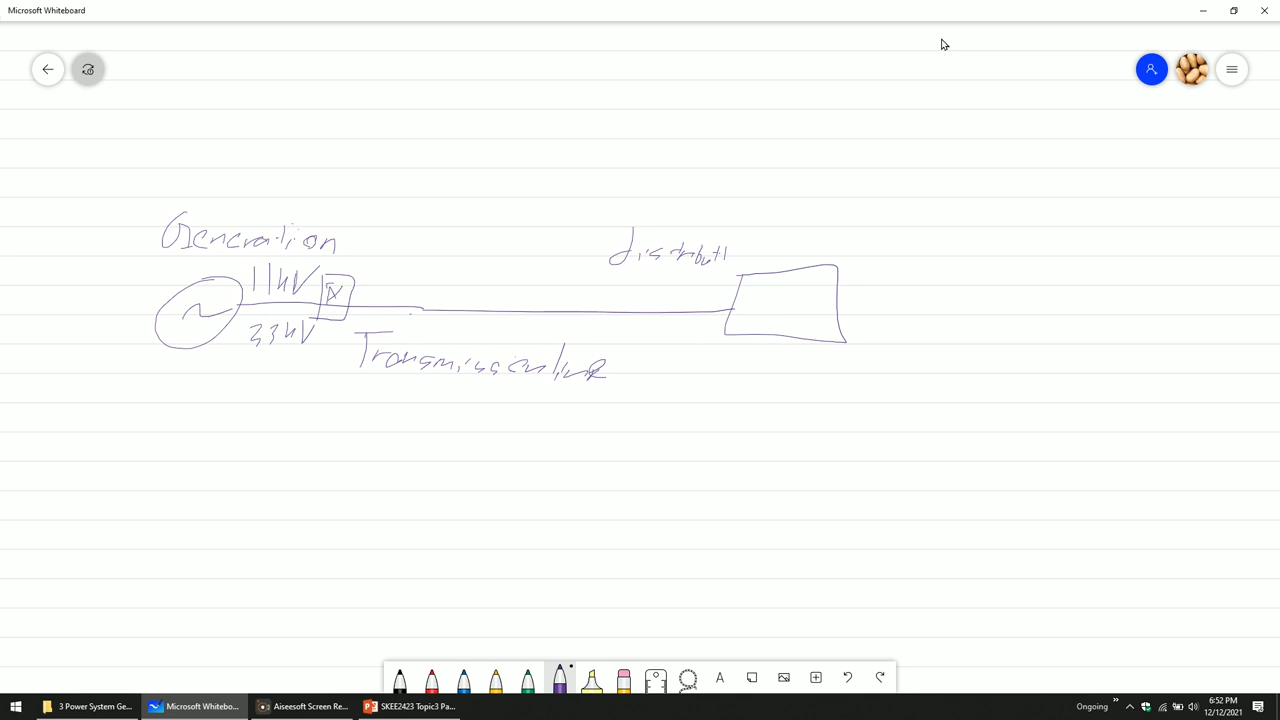 Microsoft Whiteboard
Generation
distributi
11kV
33kV
Transmission line
A
3 Power System Ge...
Microsoft Whitebo...
Aiseesoft Screen Re...
SKEE2423 Topic3 Pa...
Ongoing
6:52 PM
12/12/2021